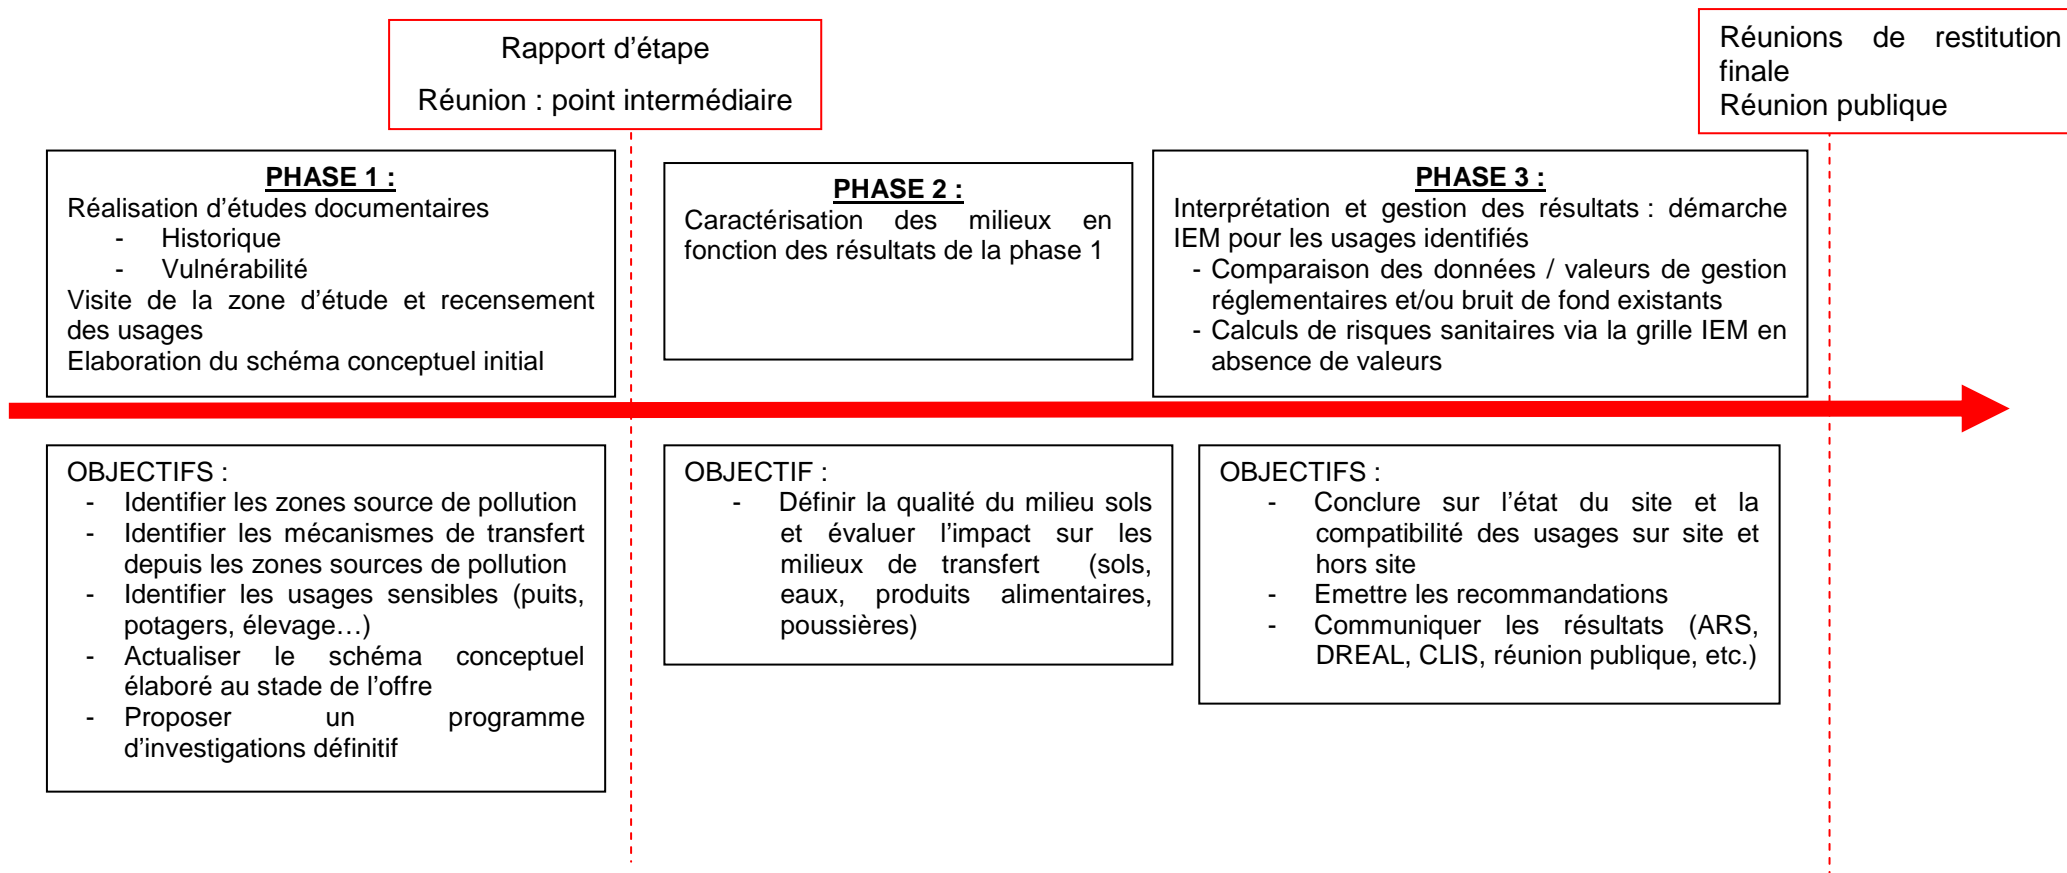 Rapport d’étape
Réunion : point intermédiaire
Réunions de restitution
finale
Réunion publique
PHASE 1 :
Réalisation d’études documentaires
- Historique
- Vulnérabilité
Visite de la zone d’étude et recensement
des usages
Elaboration du schéma conceptuel initial
PHASE 2 :
Caractérisation des milieux en
fonction des résultats de la phase 1
PHASE 3 :
Interprétation et gestion des résultats : démarche
IEM pour les usages identifiés
- Comparaison des données / valeurs de gestion
réglementaires et/ou bruit de fond existants
- Calculs de risques sanitaires via la grille IEM en
absence de valeurs
OBJECTIFS :
- Identifier les zones source de pollution
- Identifier les mécanismes de transfert
depuis les zones sources de pollution
- Identifier les usages sensibles (puits,
potagers, élevage…)
- Actualiser le schéma conceptuel
élaboré au stade de l’offre
- Proposer un programme
d’investigations définitif
OBJECTIF :
- Définir la qualité du milieu sols
et évaluer l’impact sur les
milieux de transfert (sols,
eaux, produits alimentaires,
poussières)
OBJECTIFS :
- Conclure sur l’état du site et la
compatibilité des usages sur site et
hors site
- Emettre les recommandations
- Communiquer les résultats (ARS,
DREAL, CLIS, réunion publique, etc.)